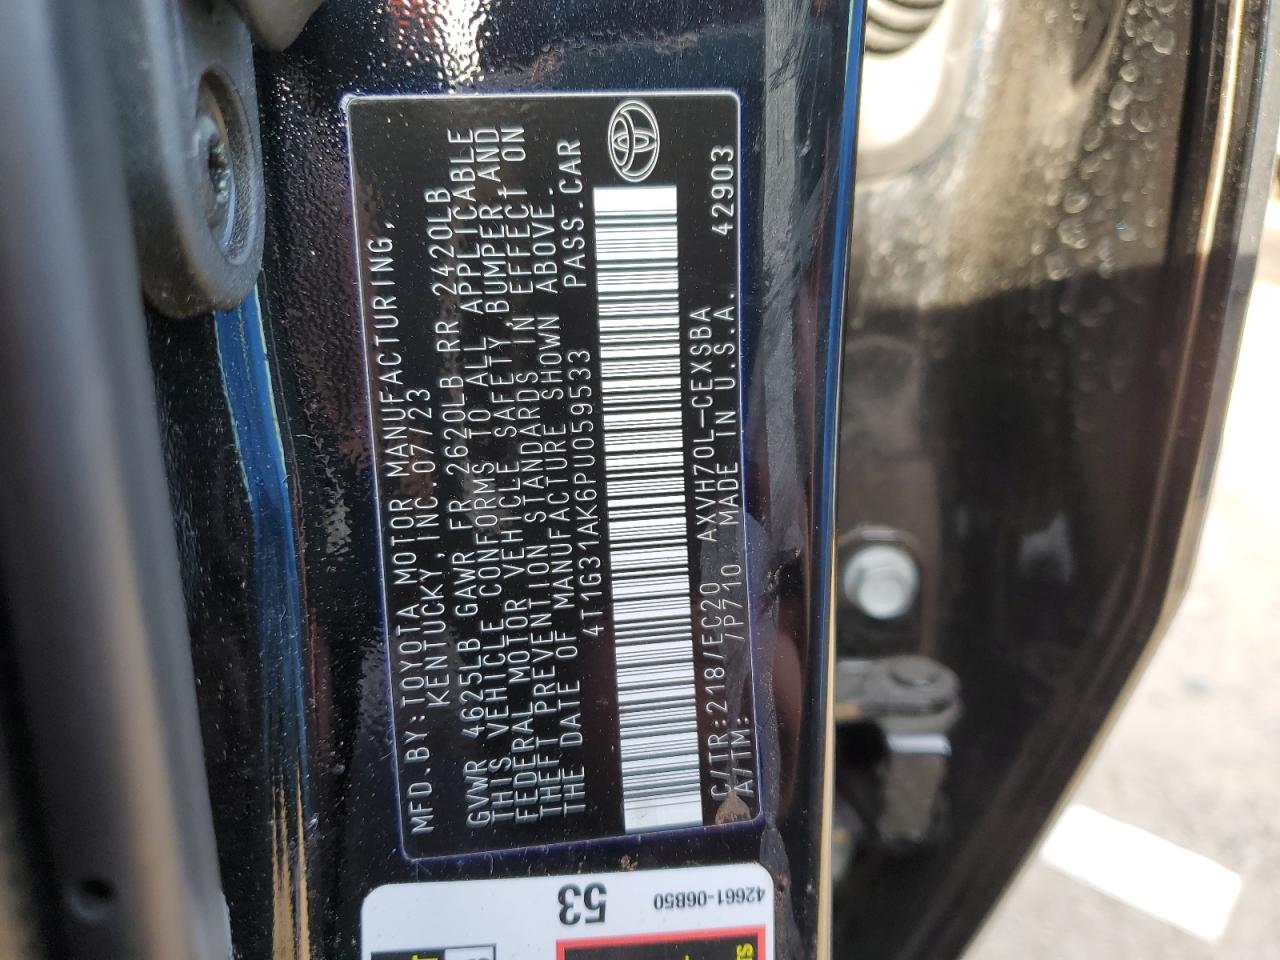 MFD.BY:TOYOTA MOTOR MANUFACTURING,
KENTUCKY, INC. 07/23
GVWR 4625LB GAWR FR 2620LB RR 2420LB
THIS VEHICLE CONFORMS TO ALL APPLICABLE
FEDERAL MOTOR VEHICLE SAFETY, BUMPER, AND
THEFT PREVENTION STANDARDS IN EFFECT ON
THE DATE OF MANUFACTURE SHOWN ABOVE.
4T1G31AK6PU059533 PASS.CAR
C/TR:218/EC20 AXVH70L-CEXSBA
A/TM: /P710 MADE IN U.S.A. 42903
53
42661-06B50